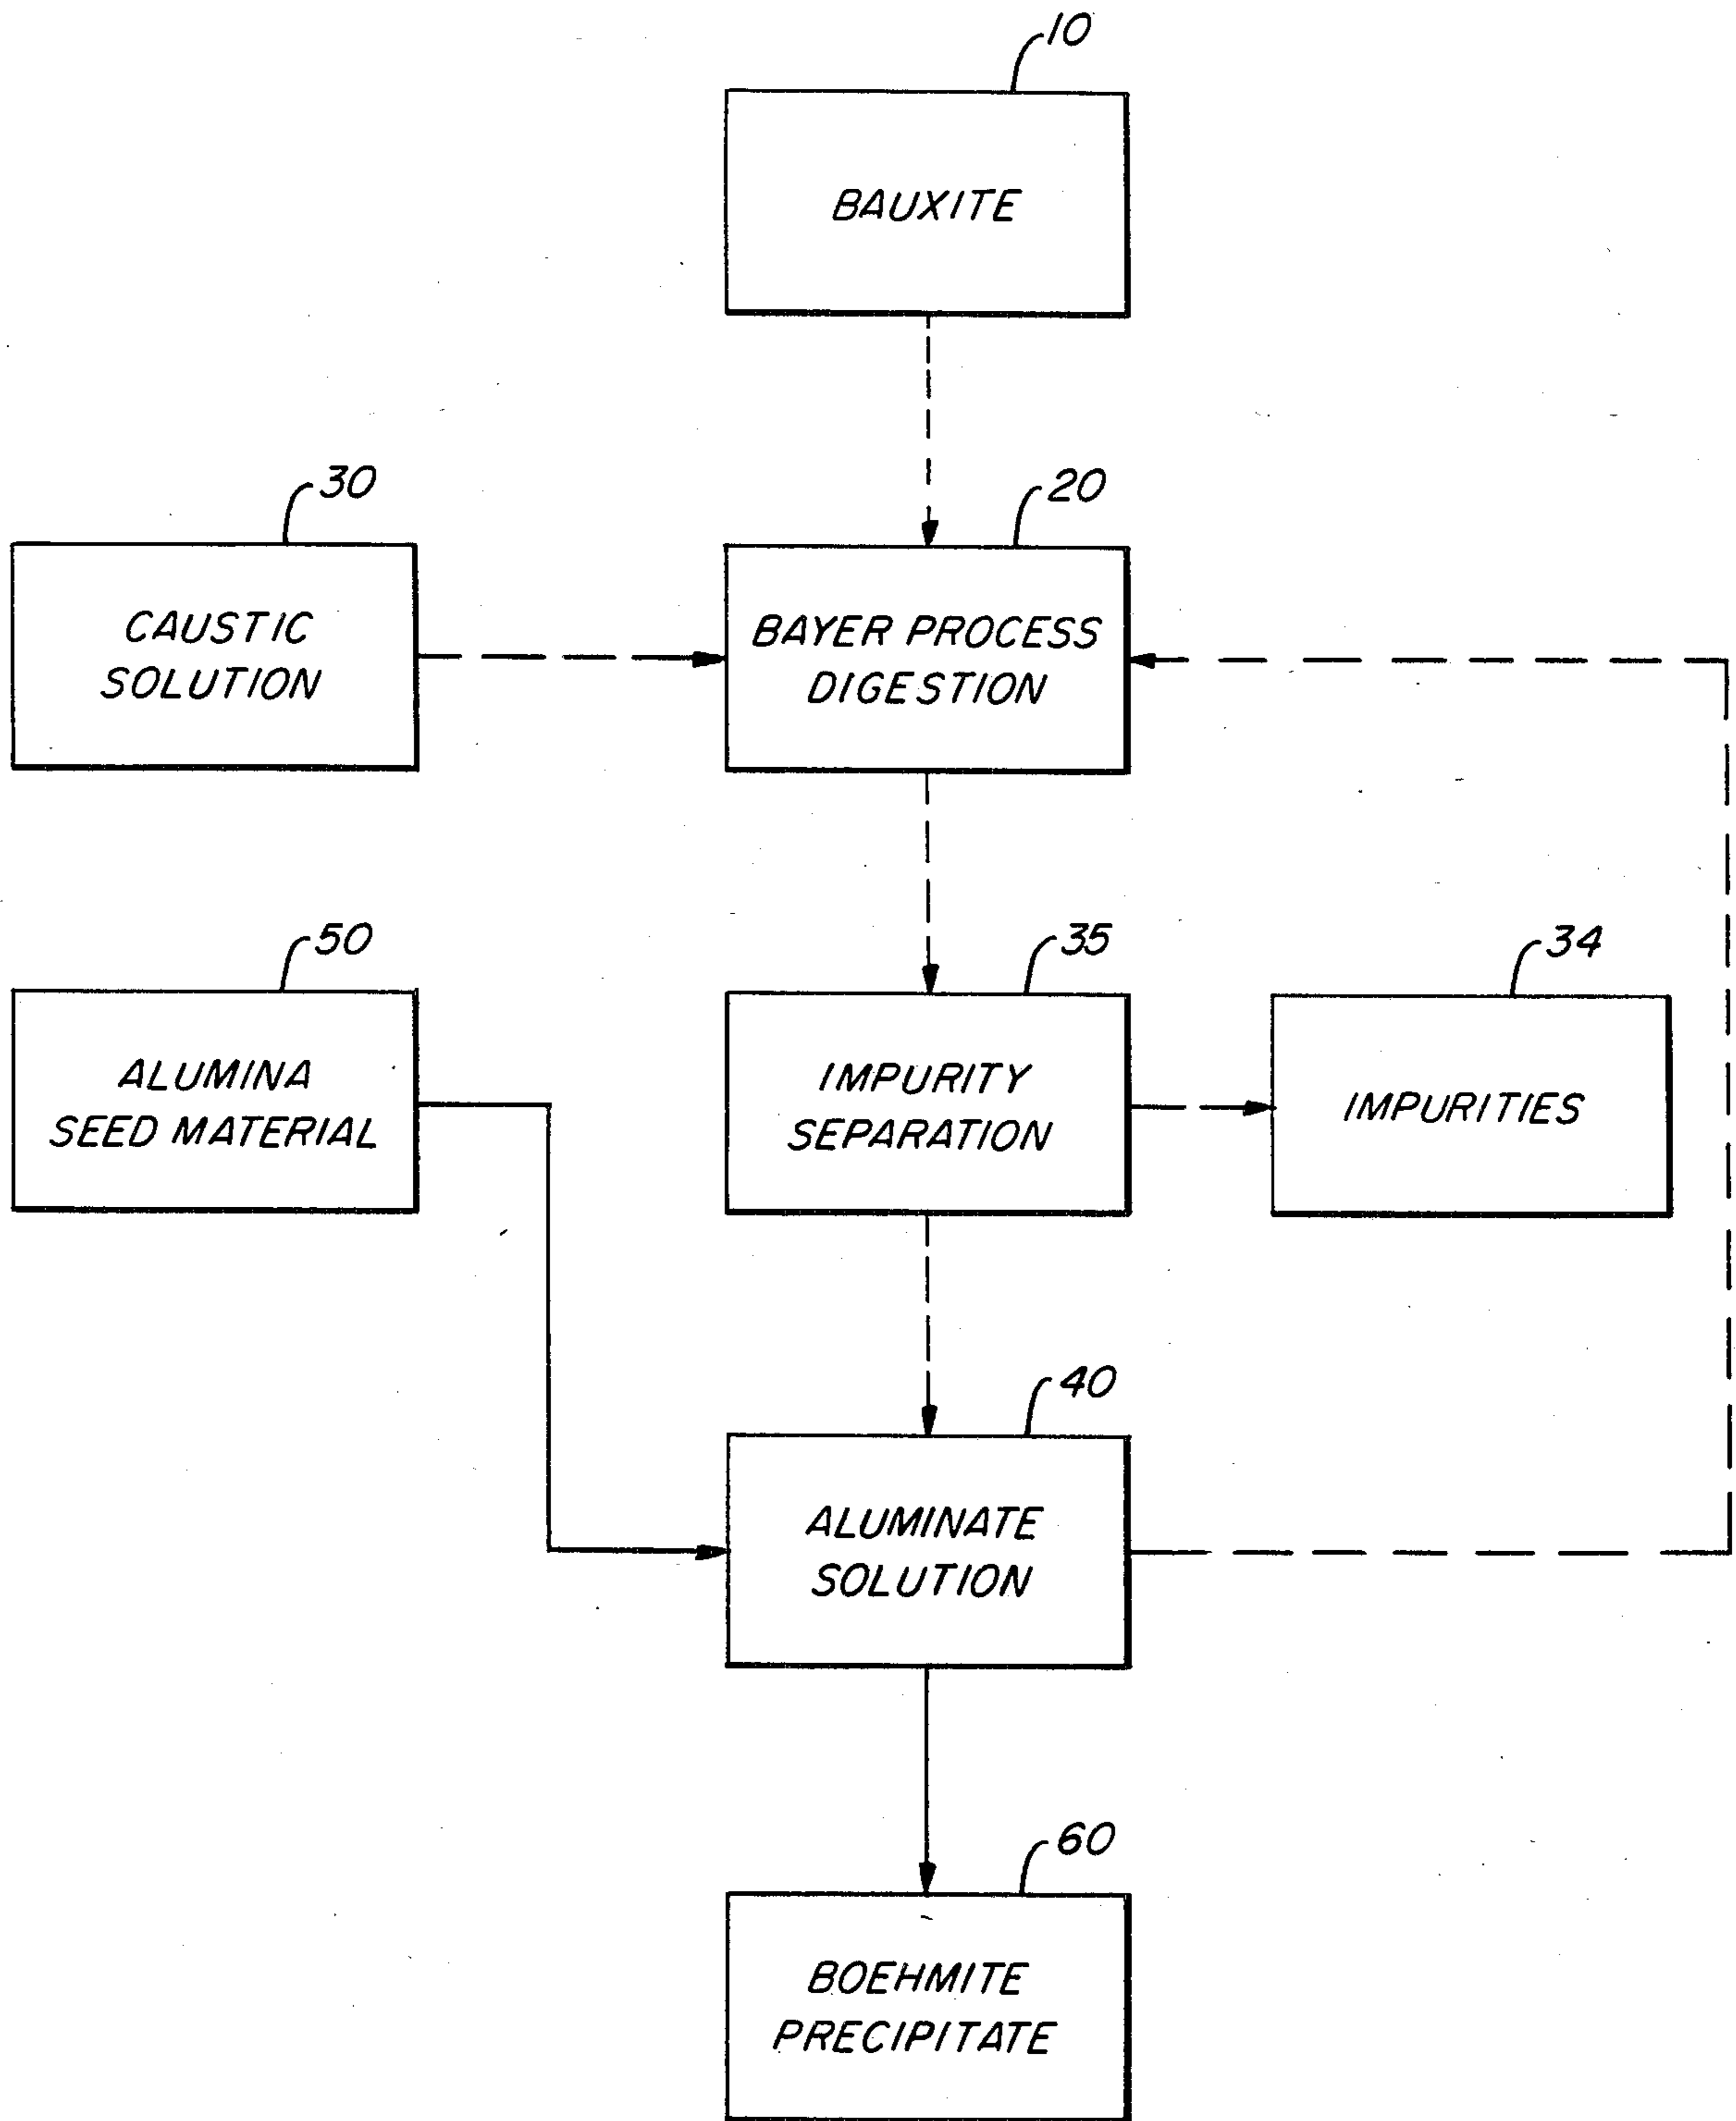 10
BAUXITE
30
20
CAUSTIC
SOLUTION
BAYER PROCESS
DIGESTION
50
35
34
ALUMINA
SEED MATERIAL
IMPURITY
SEPARATION
IMPURITIES
40
ALUMINATE
SOLUTION
60
BOEHMITE
PRECIPITATE